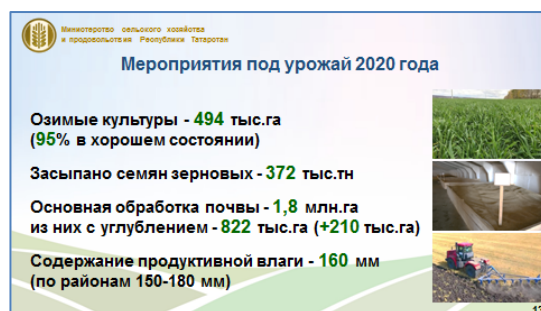 Министерство сельского хозяйства
и продовольствия Республики Татарстан
Мероприятия под урожай 2020 года
Озимые культуры - 494 тыс.га
(95% в хорошем состоянии)
Засыпано семян зерновых - 372 тыс.тн
Основная обработка почвы - 1,8 млн.га
из них с углублением - 822 тыс.га (+210 тыс.га)
Содержание продуктивной влаги - 160 мм
(по районам 150-180 мм)